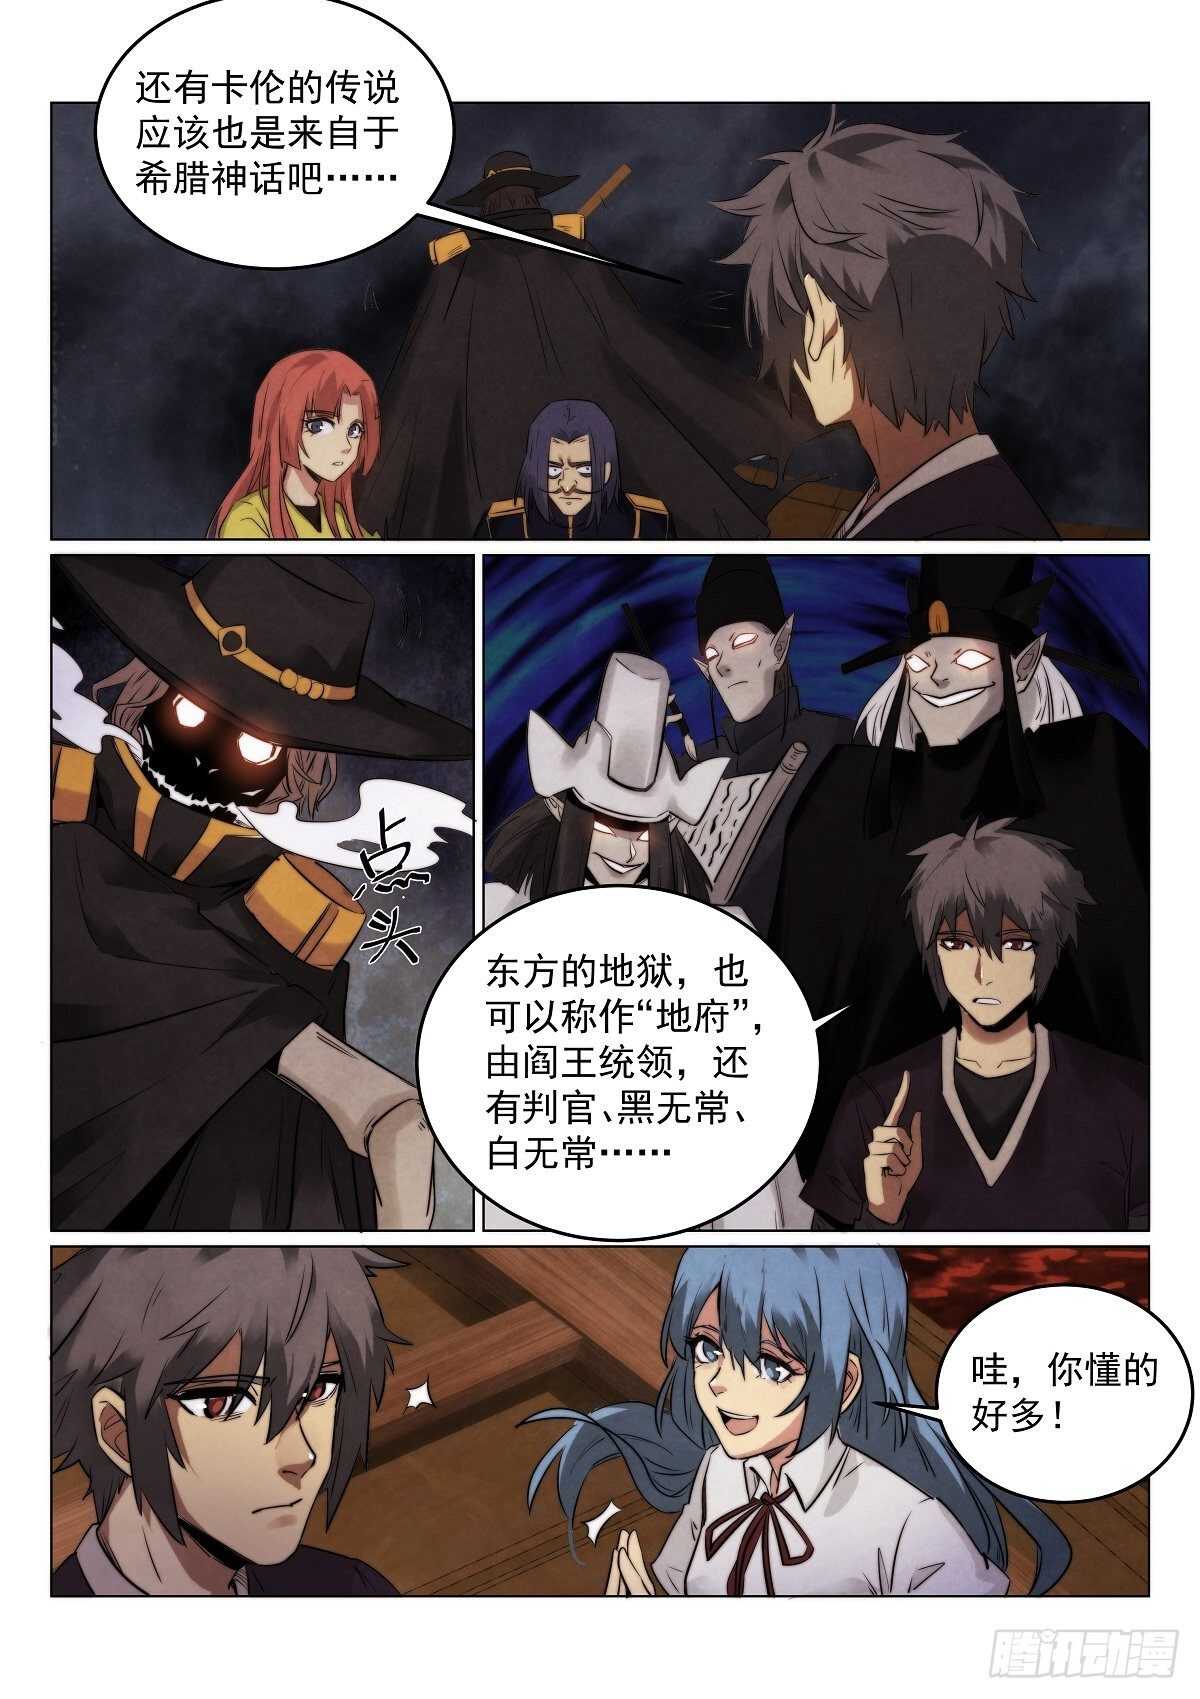 还有卡伦的传说
应该也是来自于
希腊神话吧……
点
头
东方的地狱，也
可以称作“地府”，
由阎王统领，还
有判官、黑无常、
白无常……
哇，你懂的
好多！
腾讯动漫